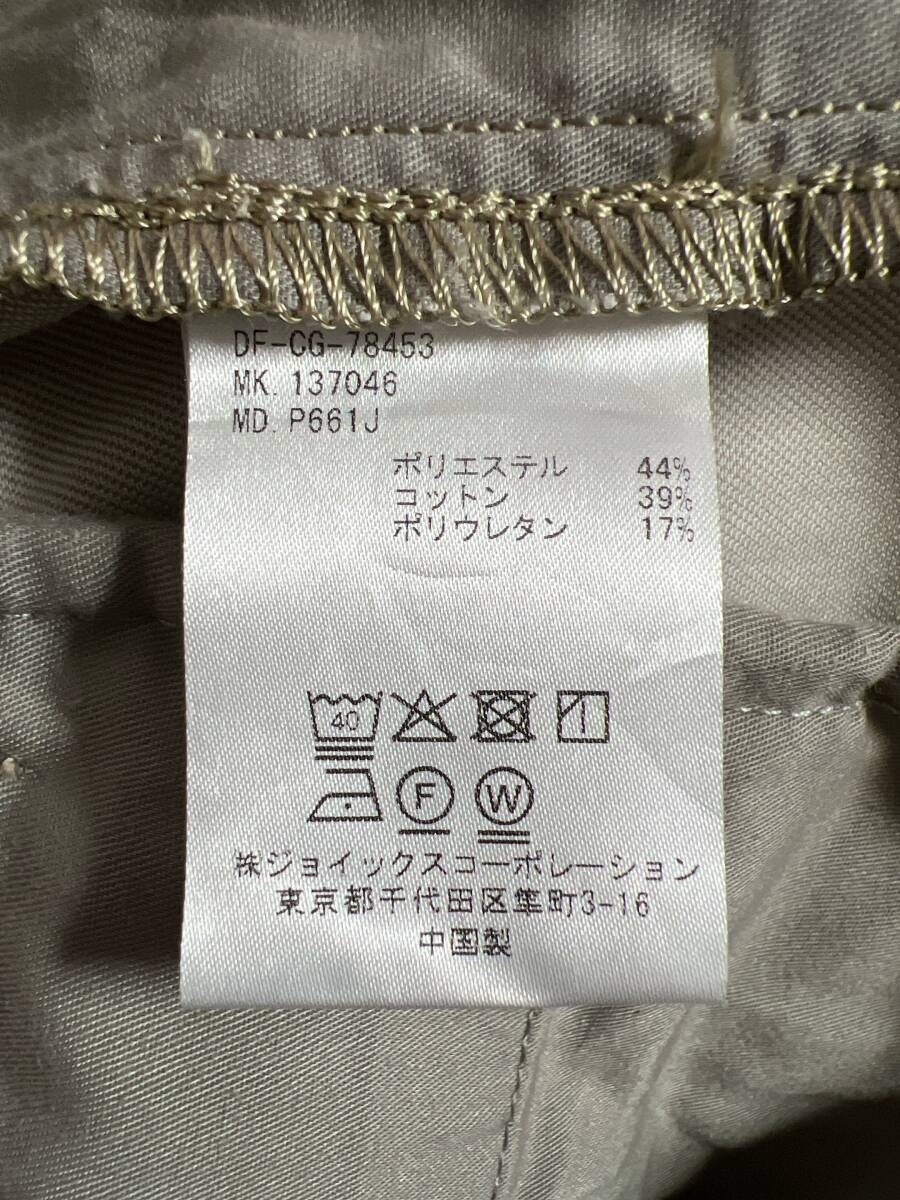 DF-CG-78453
MK. 137046
MD. P661J
ポリエステル 44%
コットン 39%
ポリウレタン 17%
40
F W
株ジョイックスコーポレーション
東京都千代田区隼町3-16
中国製